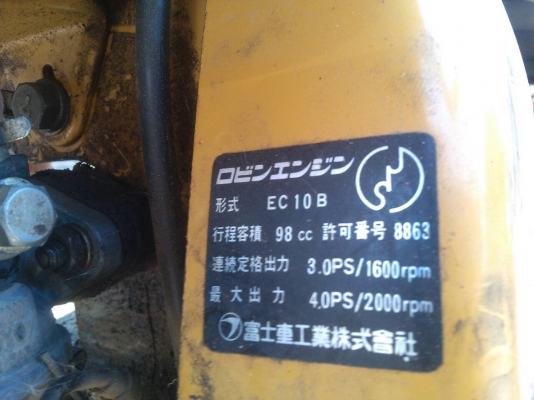 ロビンエンジン
形式 EC10B
行程容積 98cc 許可番号 8863
連続定格出力 3.0PS/1600rpm
最大出力 4.0PS/2000rpm
富士重工業株式會社